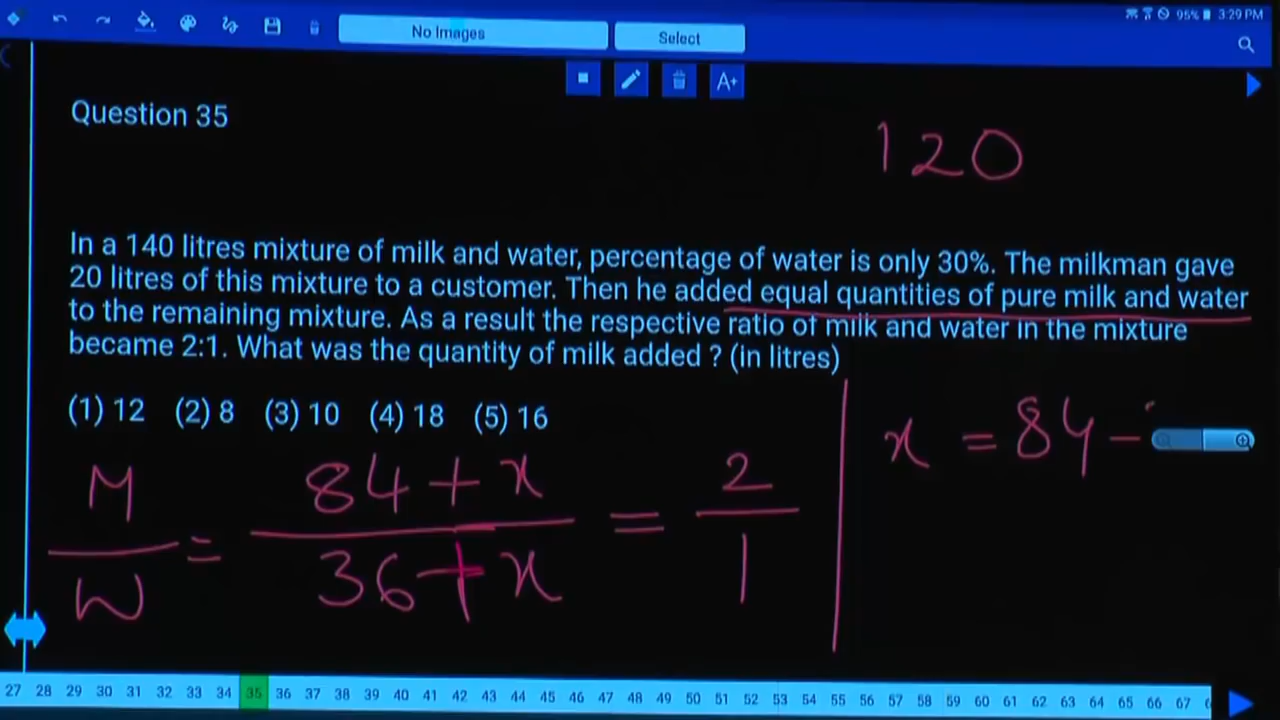 95% 3:29 PM
No Images
Select
A+
Question 35
120
In a 140 litres mixture of milk and water, percentage of water is only 30%. The milkman gave
20 litres of this mixture to a customer. Then he added equal quantities of pure milk and water
to the remaining mixture. As a result the respective ratio of milk and water in the mixture
became 2:1. What was the quantity of milk added ? (in litres)
(1) 12 (2) 8 (3) 10 (4) 18 (5) 16
x = 84 -
M 84 + x 2
= =
W 36 + x 1
27 28 29 30 31 32 33 34 35 36 37 38 39 40 41 42 43 44 45 46 47 48 49 50 51 52 53 54 55 56 57 58 59 60 61 62 63 64 65 66 67